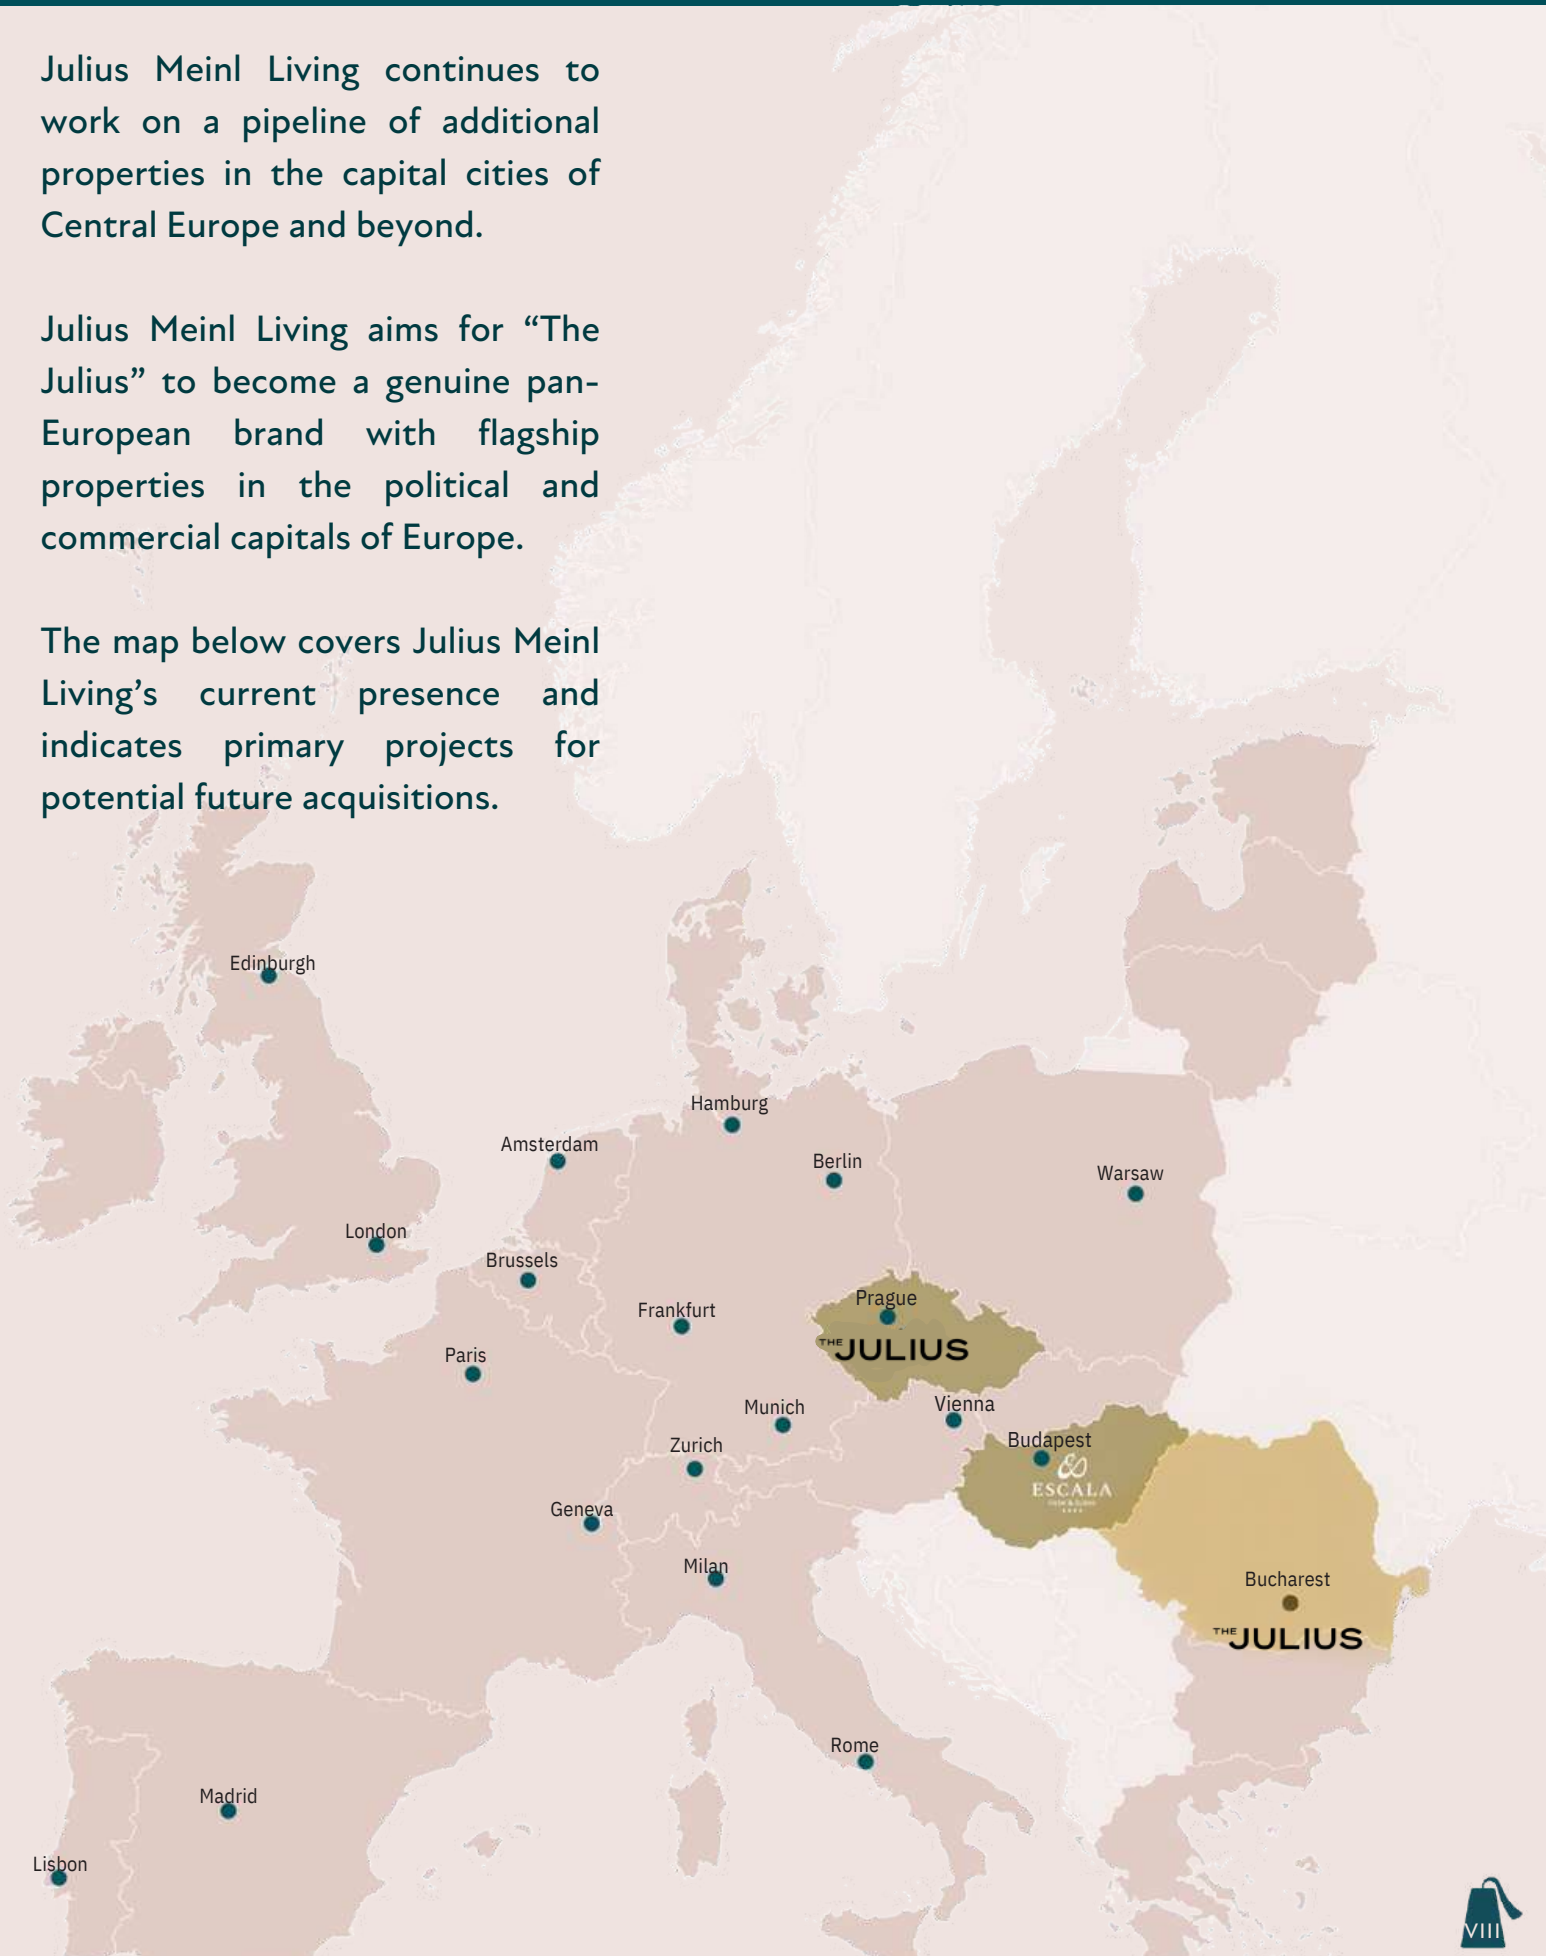 Julius Meinl Living continues to
work on a pipeline of additional
properties in the capital cities of
Central Europe and beyond.
Julius Meinl Living aims for “The
Julius” to become a genuine pan-
European brand with flagship
properties in the political and
commercial capitals of Europe.
The map below covers Julius Meinl
Living’s current presence and
indicates primary projects for
potential future acquisitions.
Edinburgh
Hamburg
Amsterdam
Berlin
Warsaw
London
Brussels
Prague
Frankfurt
THE JULIUS
Paris
Vienna
Munich
Budapest
Zurich
ESCALA
Geneva
Milan
Bucharest
THE JULIUS
Rome
Madrid
Lisbon
VIII